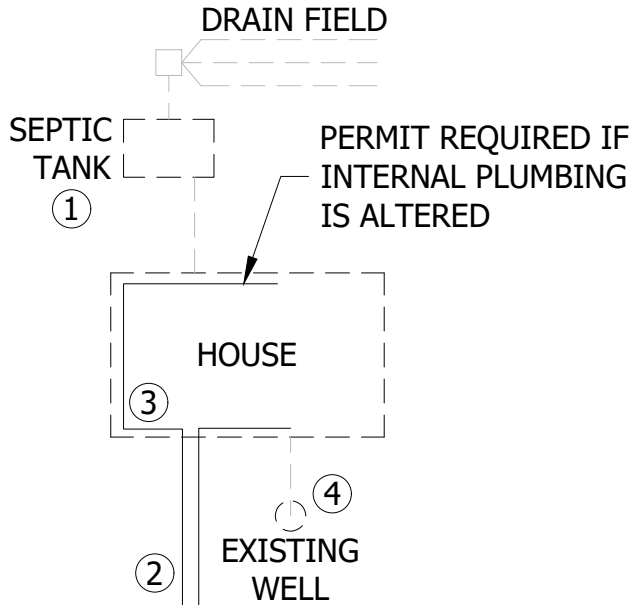 DRAIN FIELD
SEPTIC
TANK
1
PERMIT REQUIRED IF
INTERNAL PLUMBING
IS ALTERED
HOUSE
3
4
EXISTING
WELL
2